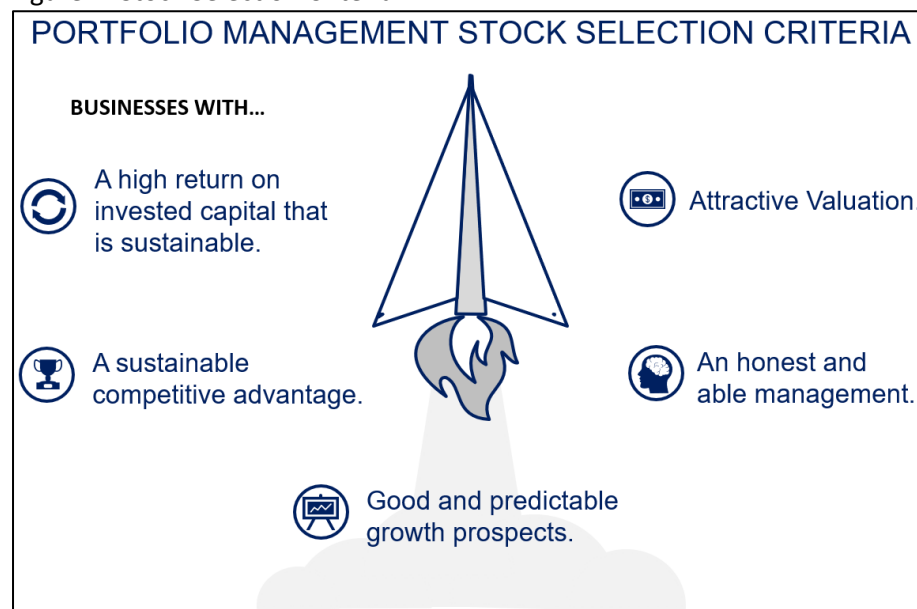 PORTFOLIO MANAGEMENT STOCK SELECTION CRITERIA
BUSINESSES WITH...
A high return on
invested capital that
is sustainable.
Attractive Valuation.
A sustainable
competitive advantage.
An honest and
able management.
Good and predictable
growth prospects.